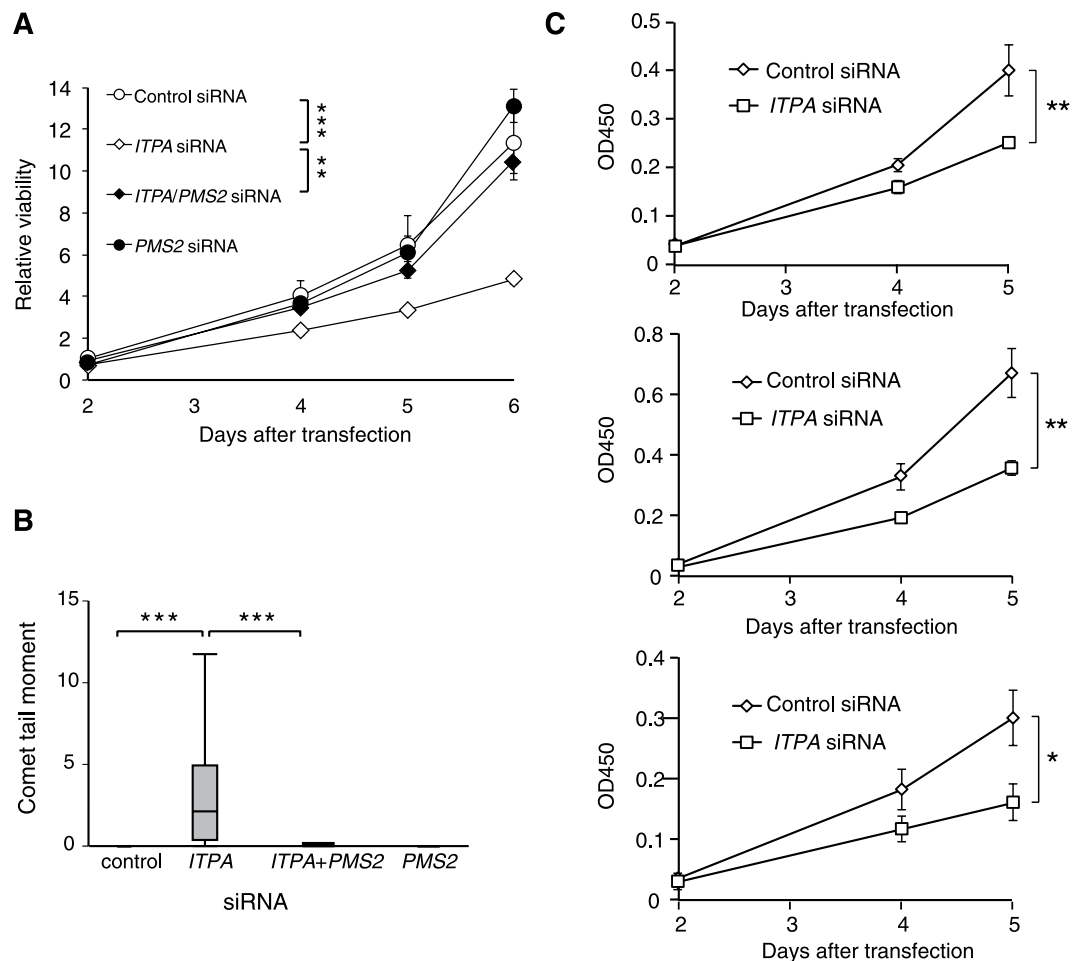 A
14
12
10
8
6
4
2
0
Relative viability
Control siRNA
ITPA siRNA
ITPA/PMS2 siRNA
PMS2 siRNA
***
**
2
3
4
5
6
Days after transfection
B
15
10
5
0
Comet tail moment
***
***
control
ITPA
ITPA+PMS2
PMS2
siRNA
C
0.5
0.4
0.3
0.2
0.1
0
OD450
Control siRNA
ITPA siRNA
**
2
3
4
5
Days after transfection
0.8
0.6
0.4
0.2
0
OD450
Control siRNA
ITPA siRNA
**
2
3
4
5
Days after transfection
0.4
0.3
0.2
0.1
0
OD450
Control siRNA
ITPA siRNA
*
2
3
4
5
Days after transfection